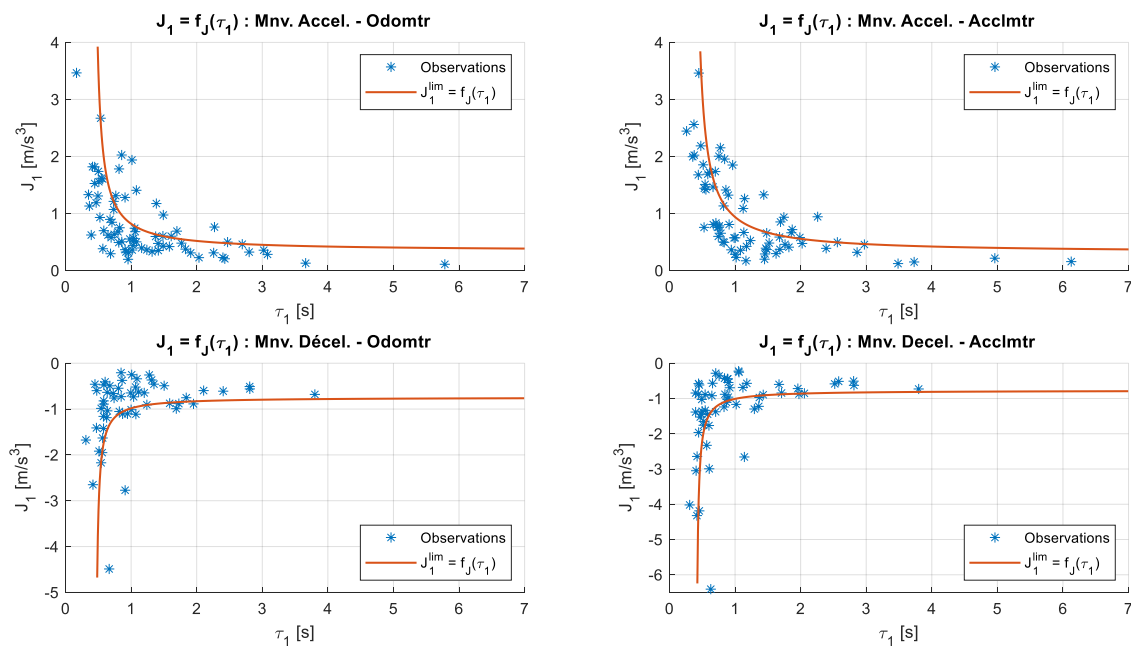 J1 = fJ(τ1) : Mnv. Accel. - Odomtr
4
3
2
1
0
J1 [m/s3]
0 1 2 3 4 5 6 7
τ1 [s]
Observations
J1lim = fJ(τ1)
J1 = fJ(τ1) : Mnv. Accel. - Acclmtr
4
3
2
1
0
J1 [m/s3]
0 1 2 3 4 5 6 7
τ1 [s]
Observations
J1lim = fJ(τ1)
J1 = fJ(τ1) : Mnv. Décel. - Odomtr
0
-1
-2
-3
-4
-5
J1 [m/s3]
0 1 2 3 4 5 6 7
τ1 [s]
Observations
J1lim = fJ(τ1)
J1 = fJ(τ1) : Mnv. Decel. - Acclmtr
0
-1
-2
-3
-4
-5
-6
J1 [m/s3]
0 1 2 3 4 5 6 7
τ1 [s]
Observations
J1lim = fJ(τ1)